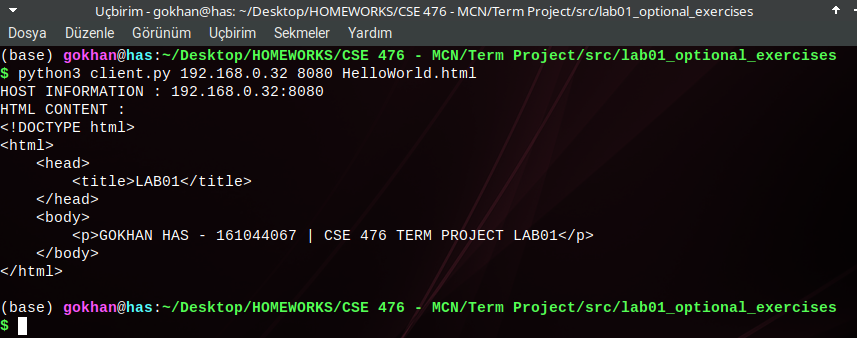 Uçbirim - gokhan@has: ~/Desktop/HOMEWORKS/CSE 476 - MCN/Term Project/src/lab01_optional_exercises
Dosya Düzenle Görünüm Uçbirim Sekmeler Yardım
(base) gokhan@has:~/Desktop/HOMEWORKS/CSE 476 - MCN/Term Project/src/lab01_optional_exercises
$ python3 client.py 192.168.0.32 8080 HelloWorld.html
HOST INFORMATION : 192.168.0.32:8080
HTML CONTENT :
<!DOCTYPE html>
<html>
    <head>
        <title>LAB01</title>
    </head>
    <body>
        <p>GOKHAN HAS - 161044067 | CSE 476 TERM PROJECT LAB01</p>
    </body>
</html>
(base) gokhan@has:~/Desktop/HOMEWORKS/CSE 476 - MCN/Term Project/src/lab01_optional_exercises
$